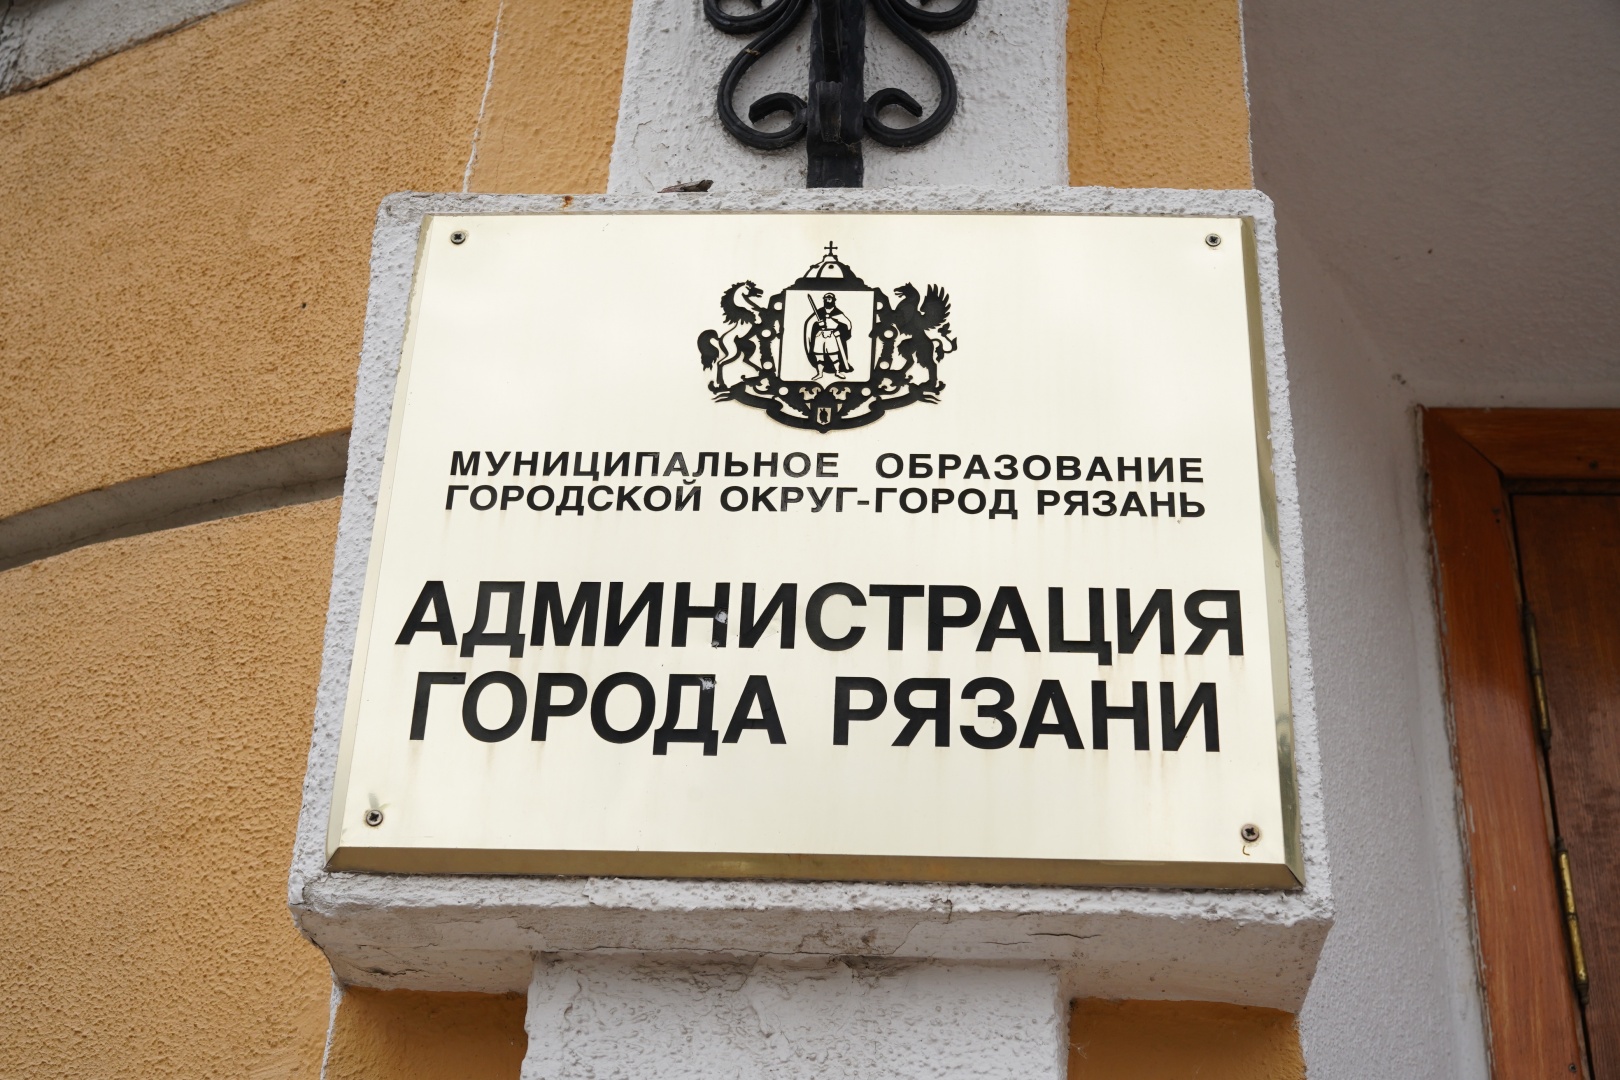 МУНИЦИПАЛЬНОЕ ОБРАЗОВАНИЕ
ГОРОДСКОЙ ОКРУГ-ГОРОД РЯЗАНЬ
АДМИНИСТРАЦИЯ
ГОРОДА РЯЗАНИ